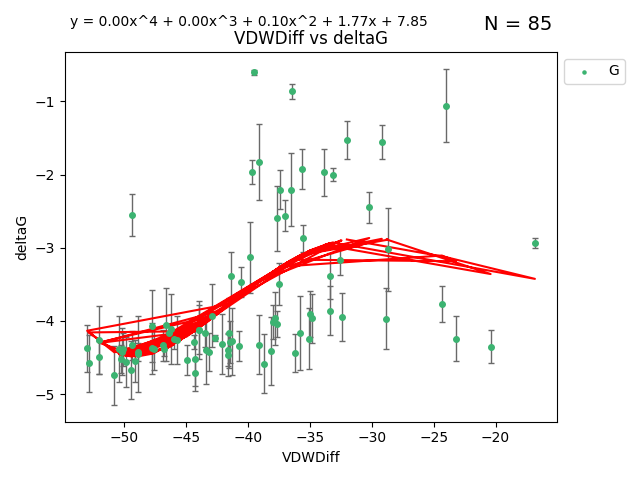 y = 0.00x^4 + 0.00x^3 + 0.10x^2 + 1.77x + 7.85
N = 85
VDWDiff vs deltaG
G
−1
−2
−3
−4
−5
deltaG
−50 −45 −40 −35 −30 −25 −20
VDWDiff